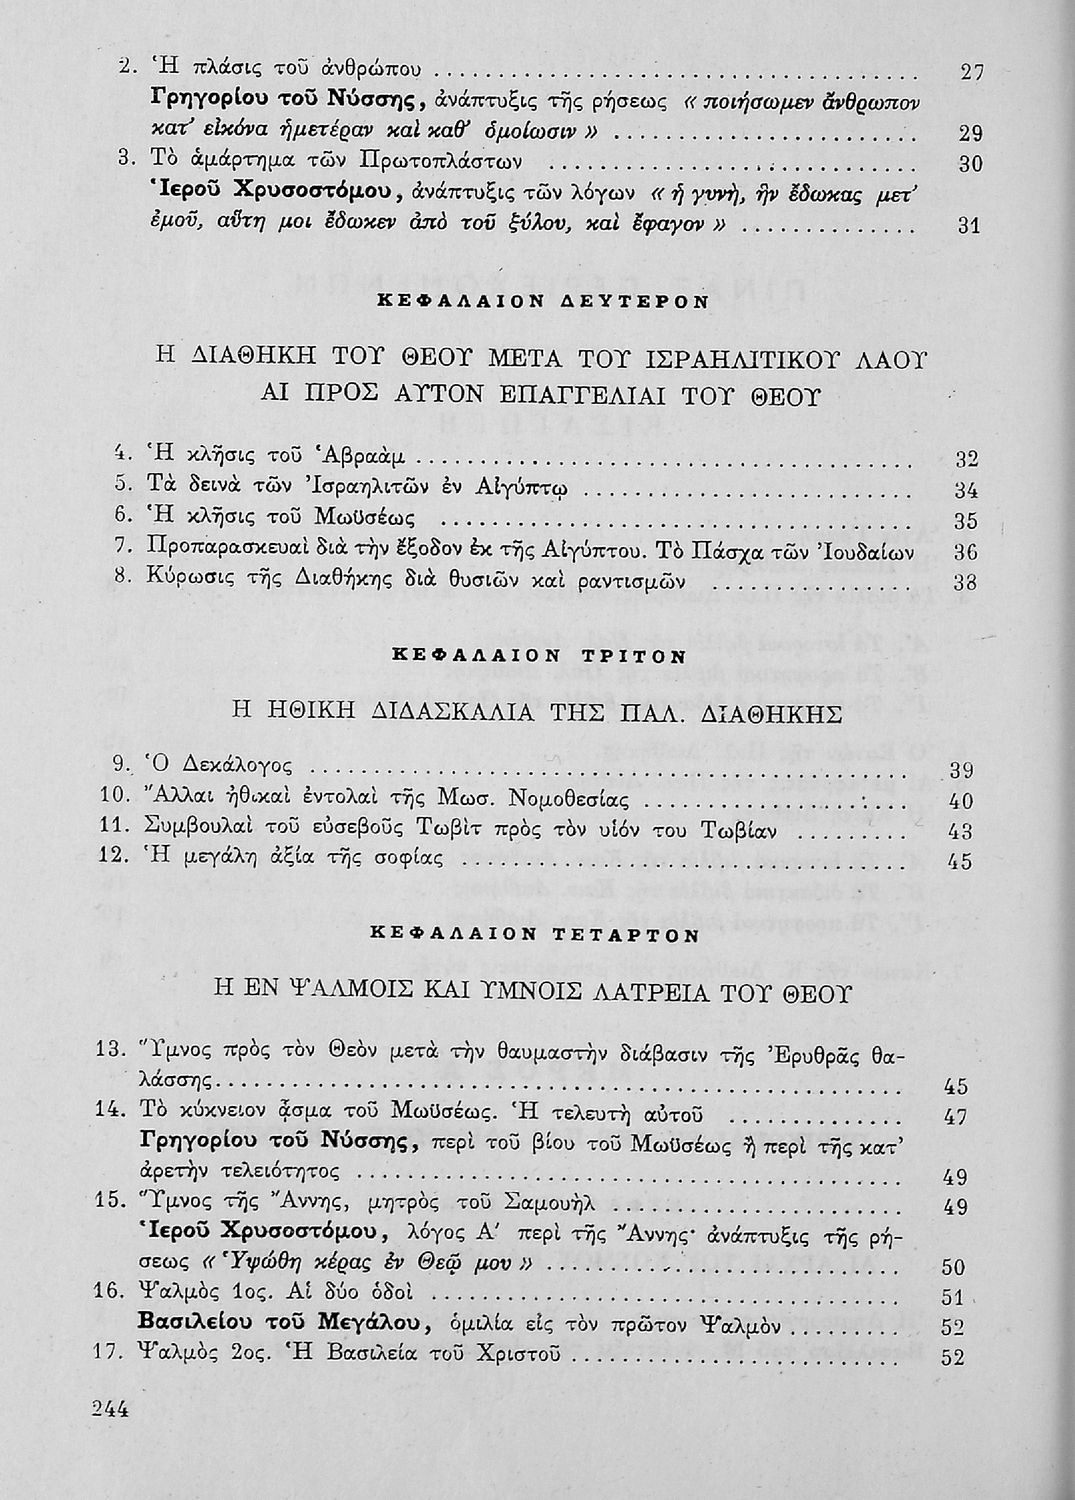 2. Ἡ πλάσις τοῦ ἀνθρώπου ........................................ 27
Γρηγορίου τοῦ Νύσσης, ἀνάπτυξις τῆς ρήσεως « ποιήσωμεν ἄνθρωπον
κατ' εἰκόνα ἡμετέραν καὶ καθ' ὁμοίωσιν » ........................ 29
3. Τὸ ἁμάρτημα τῶν Πρωτοπλάστων ............................. 30
Ἱεροῦ Χρυσοστόμου, ἀνάπτυξις τῶν λόγων « ἡ γυνὴ, ἣν ἔδωκας μετ'
ἐμοῦ, αὕτη μοι ἔδωκεν ἀπὸ τοῦ ξύλου, καὶ ἔφαγον » .............. 31
ΚΕΦΑΛΑΙΟΝ ΔΕΥΤΕΡΟΝ
Η ΔΙΑΘΗΚΗ ΤΟΥ ΘΕΟΥ ΜΕΤΑ ΤΟΥ ΙΣΡΑΗΛΙΤΙΚΟΥ ΛΑΟΥ
ΑΙ ΠΡΟΣ ΑΥΤΟΝ ΕΠΑΓΓΕΛΙΑΙ ΤΟΥ ΘΕΟΥ
4. Ἡ κλῆσις τοῦ Ἁβραὰμ ....................................... 32
5. Τὰ δεινὰ τῶν Ἰσραηλιτῶν ἐν Αἰγύπτῳ .......................... 34
6. Ἡ κλῆσις τοῦ Μωϋσέως ..................................... 35
7. Προπαρασκευαὶ διὰ τὴν ἔξοδον ἐκ τῆς Αἰγύπτου. Τὸ Πάσχα τῶν Ἰουδαίων 36
8. Κύρωσις τῆς Διαθήκης διὰ θυσιῶν καὶ ραντισμῶν ................ 38
ΚΕΦΑΛΑΙΟΝ ΤΡΙΤΟΝ
Η ΗΘΙΚΗ ΔΙΔΑΣΚΑΛΙΑ ΤΗΣ ΠΑΛ. ΔΙΑΘΗΚΗΣ
9. Ὁ Δεκάλογος ............................................... 39
10. Ἄλλαι ἠθικαὶ ἐντολαὶ τῆς Μωσ. Νομοθεσίας ..................... 40
11. Συμβουλαὶ τοῦ εὐσεβοῦς Τωβὶτ πρὸς τὸν υἱόν του Τωβίαν ......... 43
12. Ἡ μεγάλη ἀξία τῆς σοφίας ................................... 45
ΚΕΦΑΛΑΙΟΝ ΤΕΤΑΡΤΟΝ
Η ΕΝ ΨΑΛΜΟΙΣ ΚΑΙ ΥΜΝΟΙΣ ΛΑΤΡΕΙΑ ΤΟΥ ΘΕΟΥ
13. Ὕμνος πρὸς τὸν Θεὸν μετὰ τὴν θαυμαστὴν διάβασιν τῆς Ἐρυθρᾶς θα-
λάσσης ...................................................... 45
14. Τὸ κύκνειον ᾆσμα τοῦ Μωϋσέως. Ἡ τελευτὴ αὐτοῦ .............. 47
Γρηγορίου τοῦ Νύσσης, περὶ τοῦ βίου τοῦ Μωϋσέως ἢ περὶ τῆς κατ'
ἀρετὴν τελειότητος ........................................... 49
15. Ὕμνος τῆς Ἄννης, μητρὸς τοῦ Σαμουὴλ ....................... 49
Ἱεροῦ Χρυσοστόμου, λόγος Α' περὶ τῆς Ἄννης· ἀνάπτυξις τῆς ρή-
σεως « Ὑψώθη κέρας ἐν Θεῷ μου » ............................ 50
16. Ψαλμὸς 1ος. Αἱ δύο ὁδοὶ ..................................... 51
Βασιλείου τοῦ Μεγάλου, ὁμιλία εἰς τὸν πρῶτον Ψαλμὸν ......... 52
17. Ψαλμὸς 2ος. Ἡ Βασιλεία τοῦ Χριστοῦ .......................... 52
244